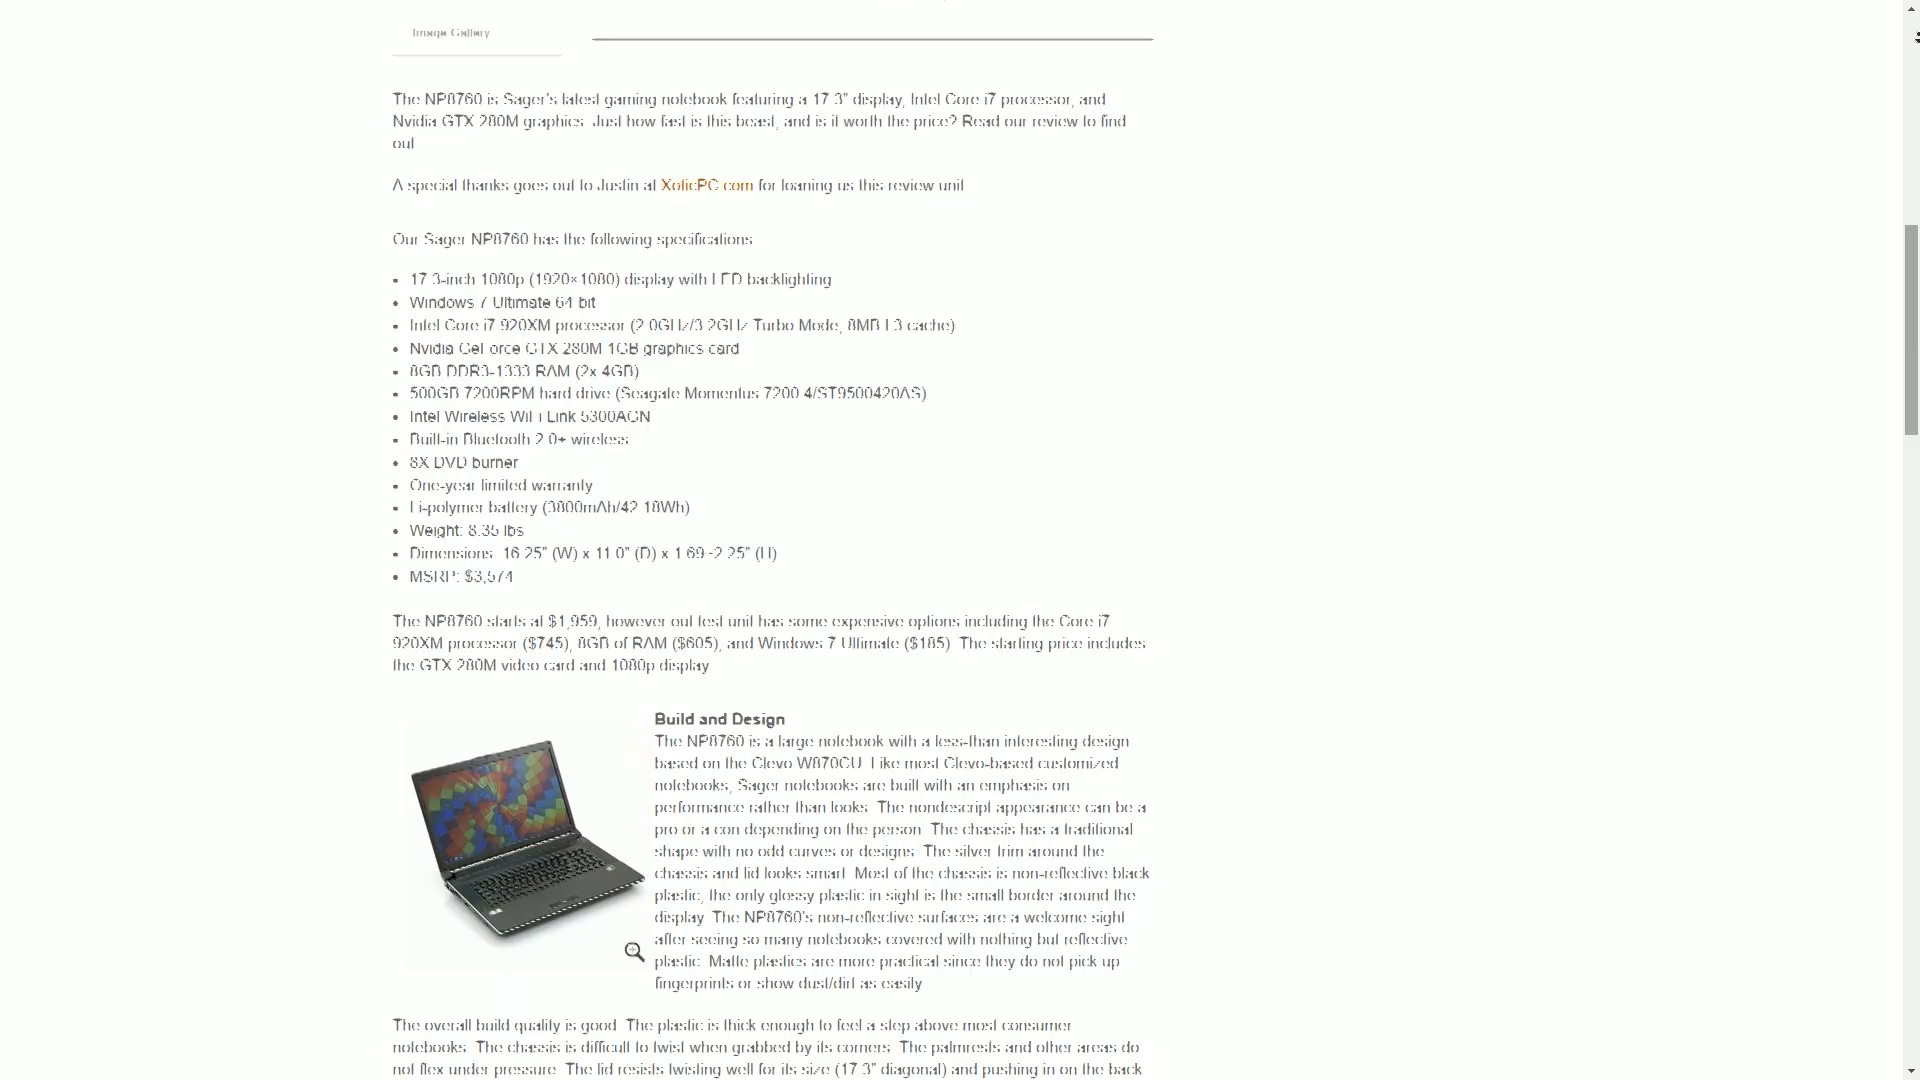 Image Gallery
The NP8760 is Sager's latest gaming notebook featuring a 17.3" display, Intel Core i7 processor, and
Nvidia GTX 280M graphics. Just how fast is this beast, and is it worth the price? Read our review to find
out.
A special thanks goes out to Justin at XoticPC.com for loaning us this review unit.
Our Sager NP8760 has the following specifications:
• 17.3-inch 1080p (1920×1080) display with LED backlighting
• Windows 7 Ultimate 64-bit
• Intel Core i7-920XM processor (2.0GHz/3.2GHz Turbo Mode, 8MB L3 cache)
• Nvidia GeForce GTX 280M 1GB graphics card
• 8GB DDR3-1333 RAM (2x 4GB)
• 500GB 7200RPM hard drive (Seagate Momentus 7200.4/ST9500420AS)
• Intel Wireless WiFi Link 5300AGN
• Built-in Bluetooth 2.0+ wireless
• 8X DVD burner
• One-year limited warranty
• Li-polymer battery (3800mAh/42.18Wh)
• Weight: 8.35 lbs
• Dimensions: 16.25" (W) x 11.0" (D) x 1.69-2.25" (H)
• MSRP: $3,574
The NP8760 starts at $1,959, however out test unit has some expensive options including the Core i7
920XM processor ($745), 8GB of RAM ($605), and Windows 7 Ultimate ($185). The starting price includes
the GTX 280M video card and 1080p display.
Build and Design
The NP8760 is a large notebook with a less-than interesting design
based on the Clevo W870CU. Like most Clevo-based customized
notebooks, Sager notebooks are built with an emphasis on
performance rather than looks. The nondescript appearance can be a
pro or a con depending on the person. The chassis has a traditional
shape with no odd curves or designs. The silver trim around the
chassis and lid looks smart. Most of the chassis is non-reflective black
plastic; the only glossy plastic in sight is the small border around the
display. The NP8760's non-reflective surfaces are a welcome sight
after seeing so many notebooks covered with nothing but reflective
plastic. Matte plastics are more practical since they do not pick up
fingerprints or show dust/dirt as easily.
The overall build quality is good. The plastic is thick enough to feel a step above most consumer
notebooks. The chassis is difficult to twist when grabbed by its corners. The palmrests and other areas do
not flex under pressure. The lid resists twisting well for its size (17.3" diagonal) and pushing in on the back